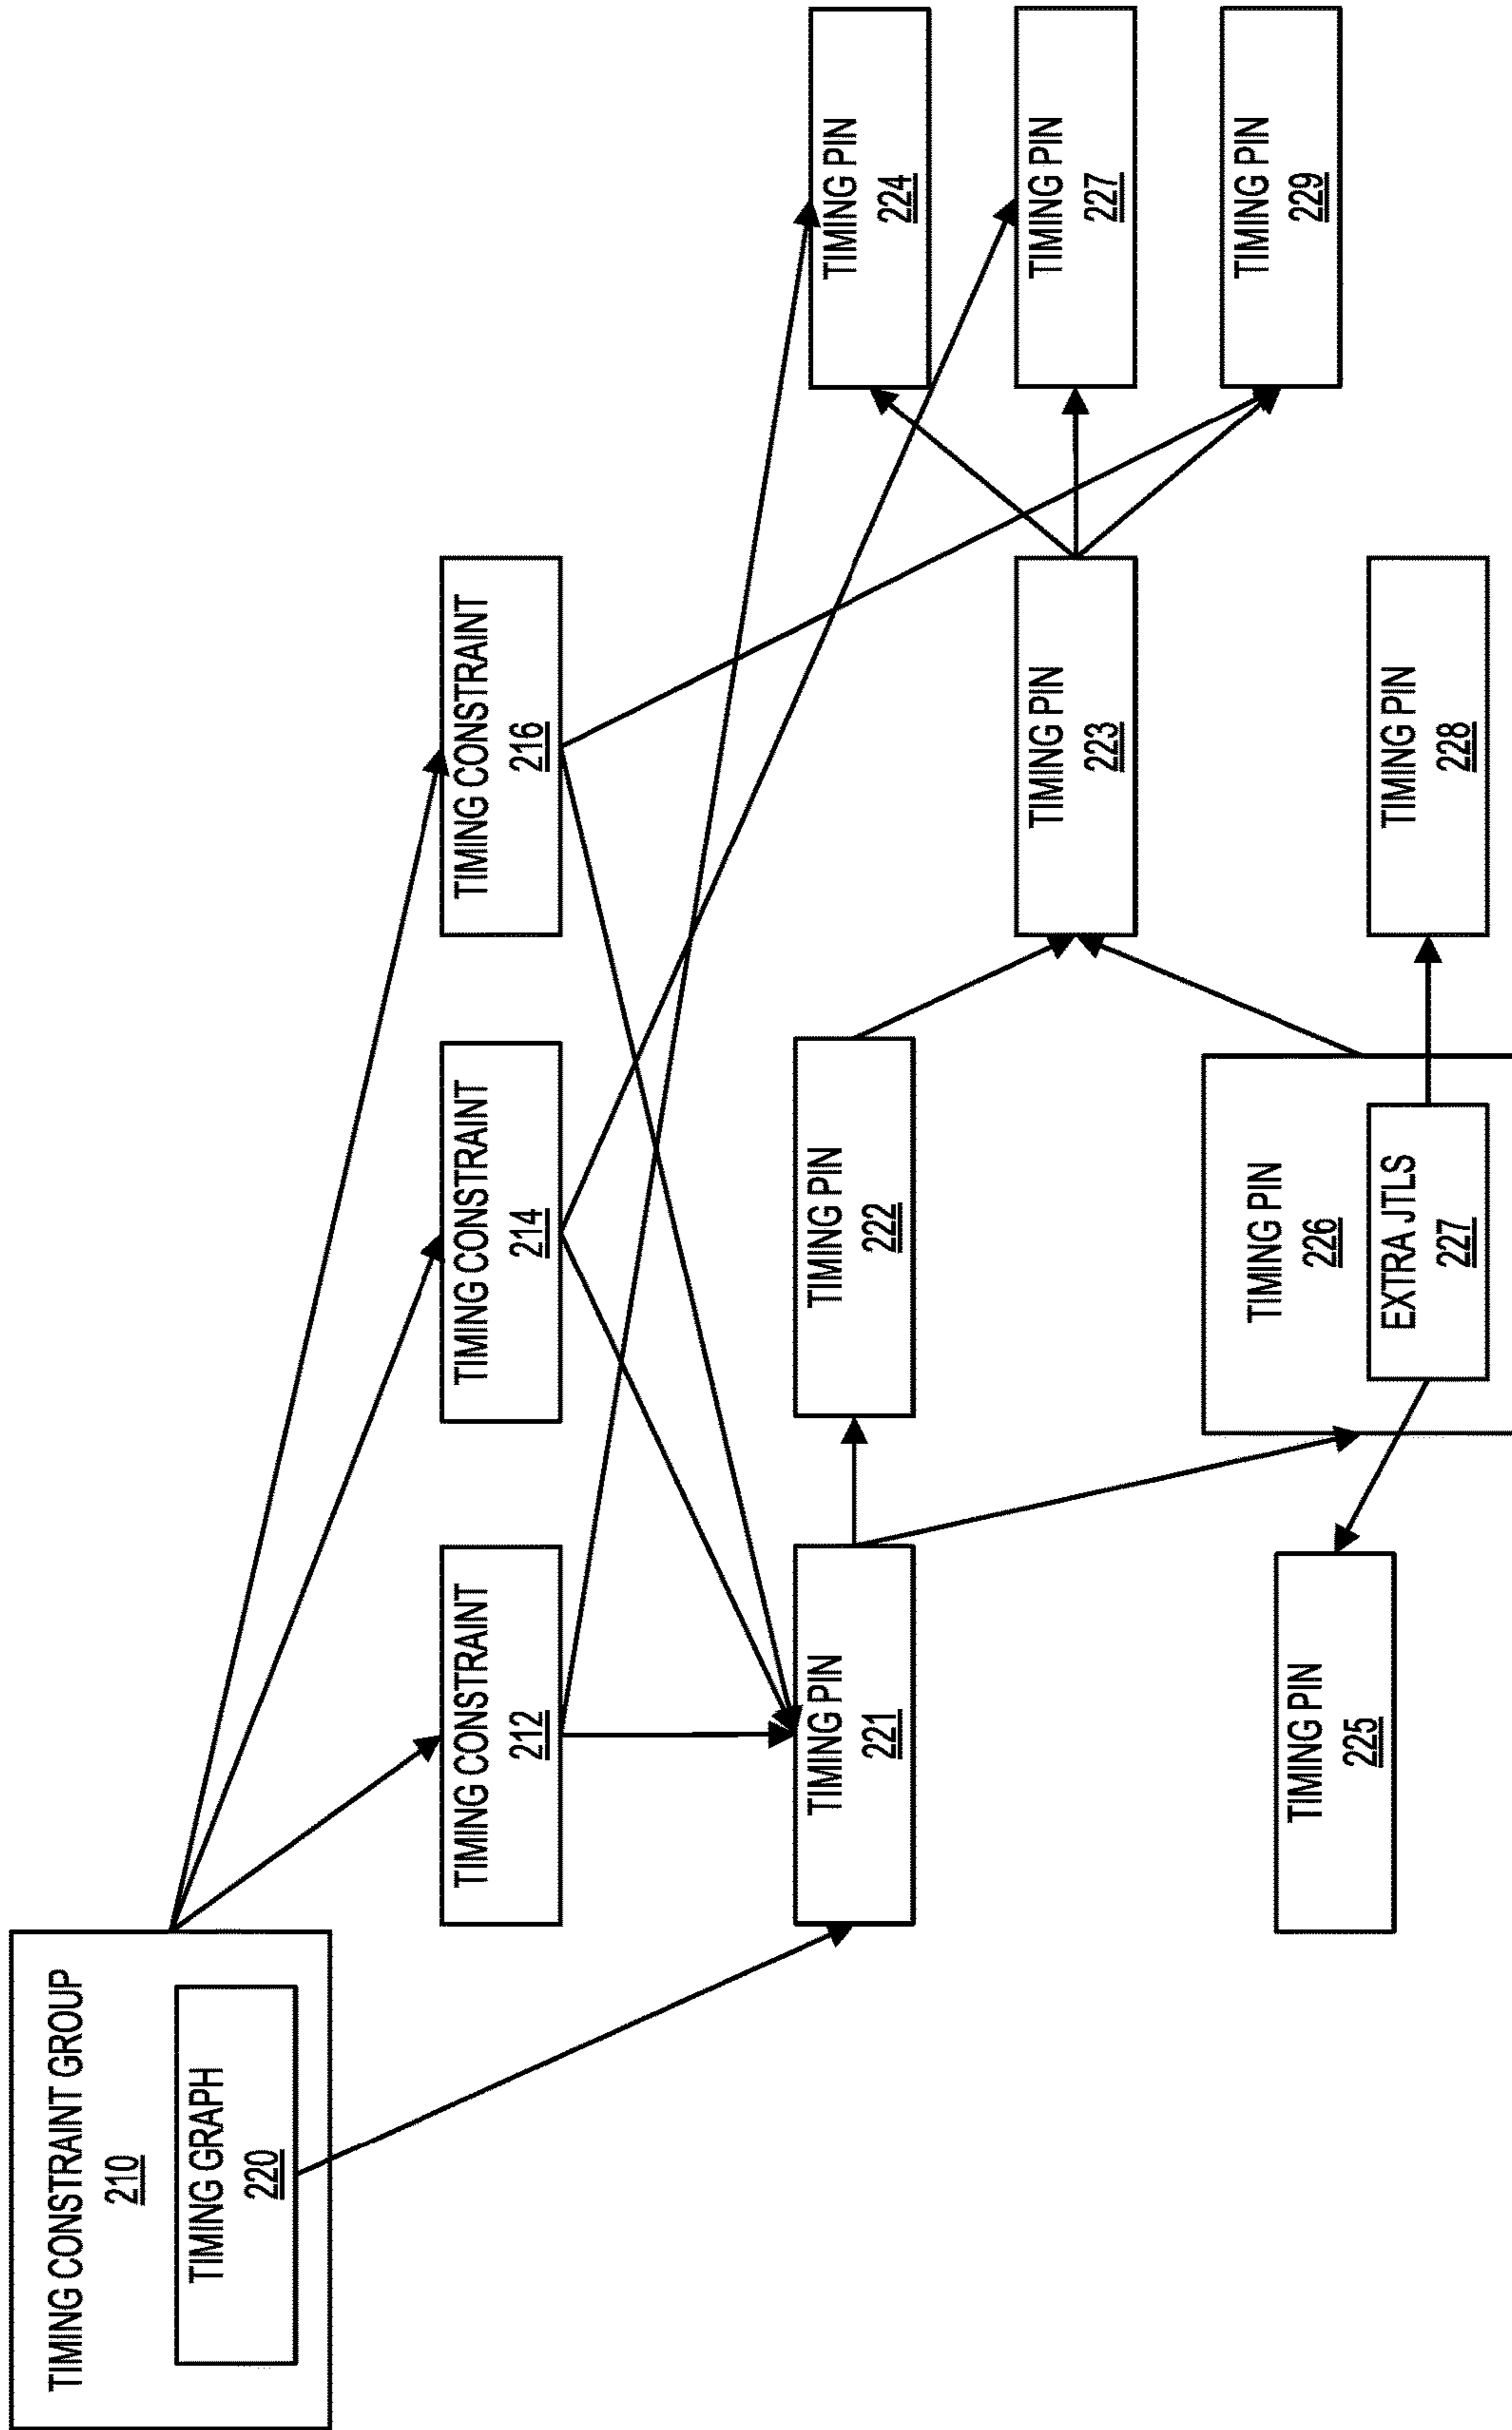 TIMING CONSTRAINT GROUP
210
TIMING GRAPH
220
TIMING CONSTRAINT
212
TIMING CONSTRAINT
214
TIMING CONSTRAINT
216
TIMING PIN
221
TIMING PIN
222
TIMING PIN
224
TIMING PIN
223
TIMING PIN
227
TIMING PIN
226
EXTRA JTLS
227
TIMING PIN
229
TIMING PIN
225
TIMING PIN
228